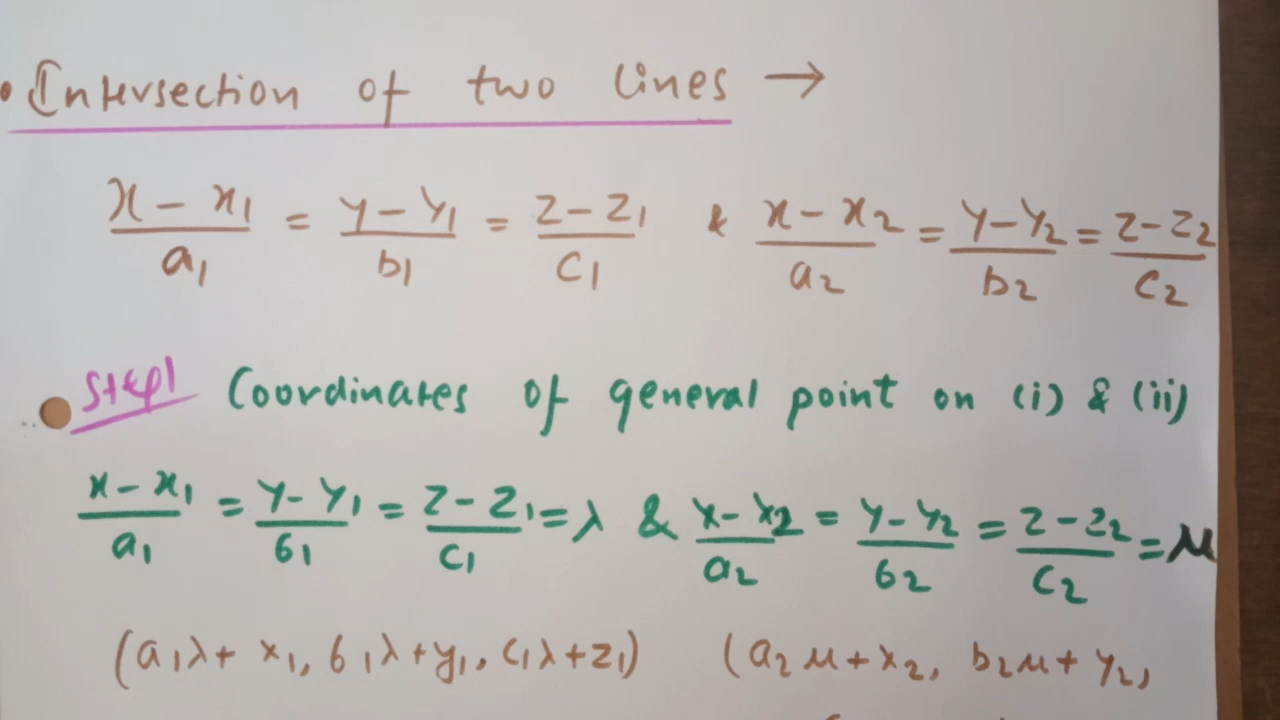 • Intersection of two lines →
x - x₁ / a₁ = y - y₁ / b₁ = z - z₁ / c₁ & x - x₂ / a₂ = y - y₂ / b₂ = z - z₂ / c₂
Step1 Coordinates of general point on (i) & (ii)
x - x₁ / a₁ = y - y₁ / b₁ = z - z₁ / c₁ = λ & x - x₂ / a₂ = y - y₂ / b₂ = z - z₂ / c₂ = μ
(a₁λ + x₁, b₁λ + y₁, c₁λ + z₁) (a₂μ + x₂, b₂μ + y₂,